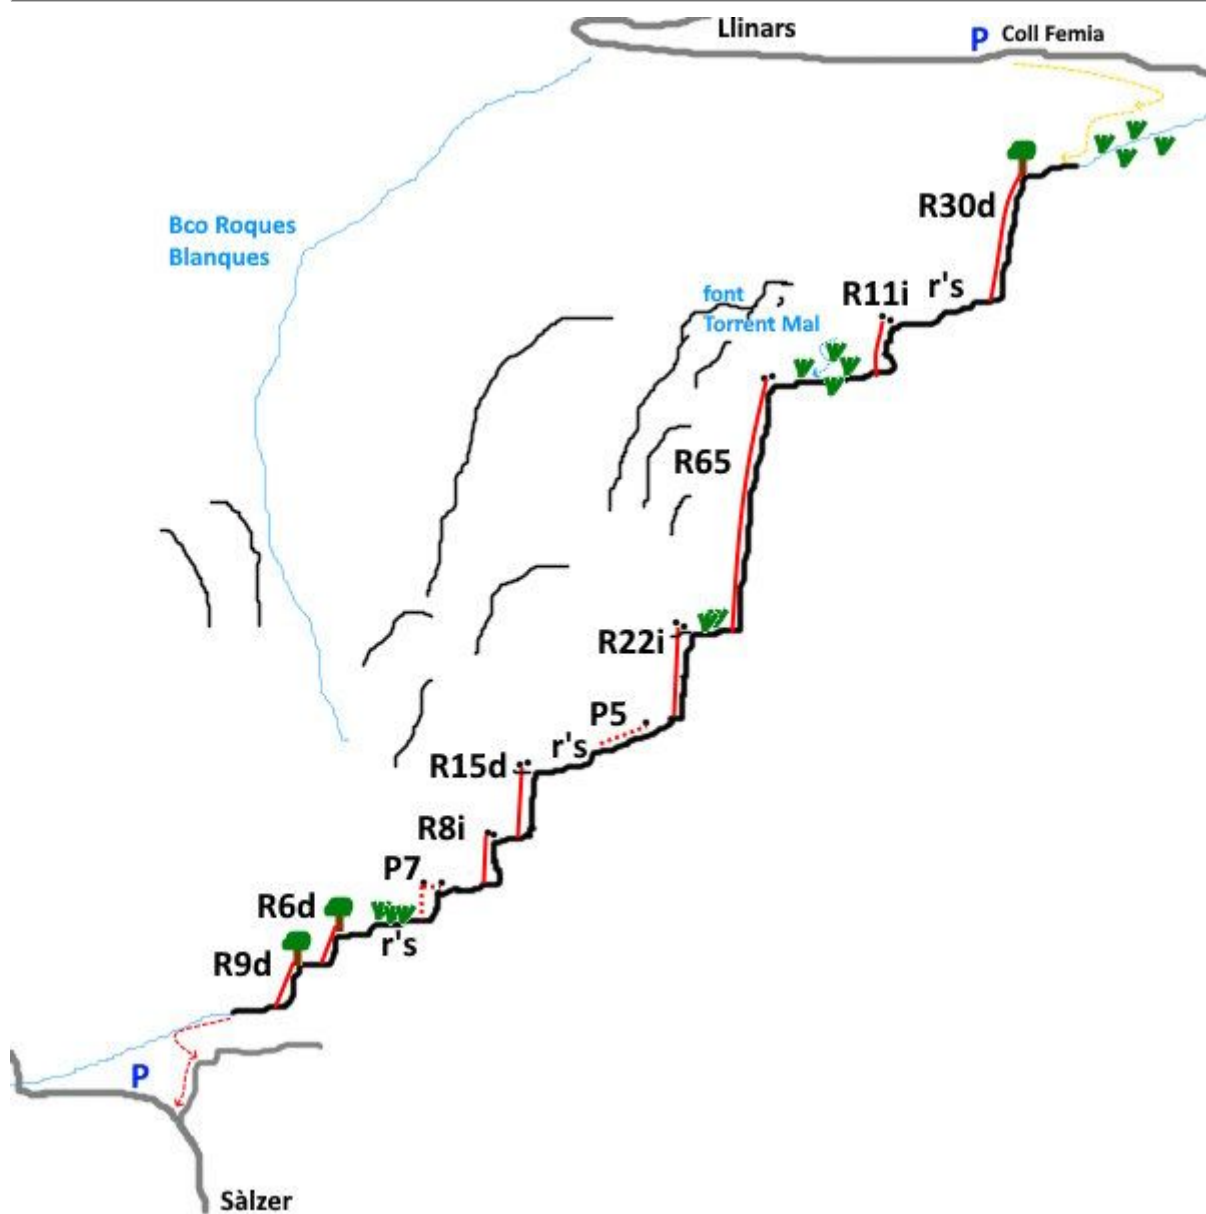 Llinars
P Coll Femia
R30d
Bco Roques
Blanques
font
Torrent Mal
R11i
r's
R65
R22i
P5
r's
R15d
R8i
P7
R6d
r's
R9d
P
Sàlzer